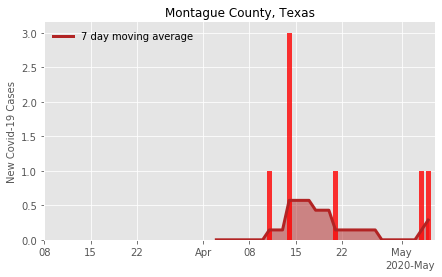 Montague County, Texas
7 day moving average
New Covid-19 Cases
3.0
2.5
2.0
1.5
1.0
0.5
0.0
08 15 22 Apr 08 15 22 May
2020-May